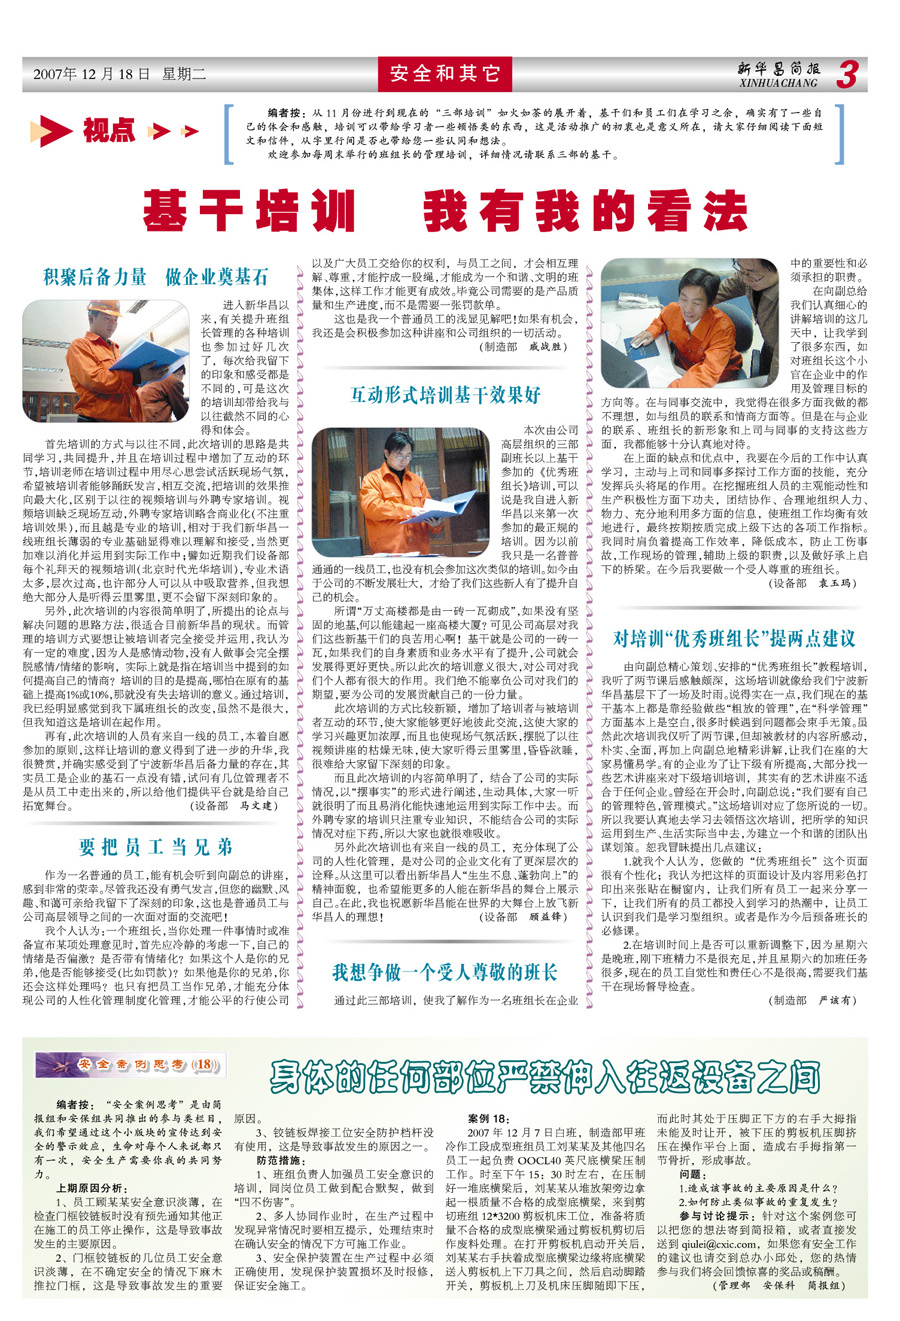 2007年 12 月 18 日 星期二
安全和其它
新华昌简报
XINHUACHANG
3
视点
编者按：从 11 月份进行到现在的“三部培训”如火如荼的展开着，基干们和员工们在学习之余，确实有了一些自
己的体会和感触，培训可以带给学习者一些顿悟类的东西，这是活动推广的初衷也是意义所在，请大家仔细阅读下面短
文和信件，从字里行间是否也带给您一些认同和想法。
欢迎参加每周末举行的班组长的管理培训，详细情况请联系三部的基干。
基干培训 我有我的看法
积聚后备力量 做企业奠基石
进入新华昌以
来，有关提升班组
长管理的各种培训
也参加过好几次
了，每次给我留下
的印象和感受都是
不同的，可是这次
的培训却带给我与
以往截然不同的心
得和体会。
首先培训的方式与以往不同，此次培训的思路是共
同学习，共同提升，并且在培训过程中增加了互动的环
节，培训老师在培训过程中用尽心思尝试活跃现场气氛，
希望被培训者能够踊跃发言，相互交流，把培训的效果推
向最大化，区别于以往的视频培训与外聘专家培训。视
频培训缺乏现场互动，外聘专家培训略含商业化(不注重
培训效果)，而且越是专业的培训，相对于我们新华昌一
线班组长薄弱的专业基础显得难以理解和接受，当然更
加难以消化并运用到实际工作中；譬如近期我们设备部
每个礼拜天的视频培训(北京时代光华培训)，专业术语
太多，层次过高，也许部分人可以从中吸取营养，但我想
绝大部分人是听得云里雾里，更不会留下深刻印象的。
另外，此次培训的内容很简单明了，所提出的论点与
解决问题的思路方法，很适合目前新华昌的现状。而管
理的培训方式要想让被培训者完全接受并运用，我认为
有一定的难度，因为人是感情动物，没有人做事会完全摆
脱感情/情绪的影响，实际上就是指在培训当中提到的如
何提高自己的情商？培训的目的是提高，哪怕在原有的基
础上提高1%或10%，那就没有失去培训的意义。通过培训，
我已经明显感觉到我下属班组长的改变，虽然不是很大，
但我知道这是培训在起作用。
再有，此次培训的人员有来自一线的员工，本着自愿
参加的原则，这样让培训的意义得到了进一步的升华，我
很赞赏，并确实感受到了宁波新华昌后备力量的存在，其
实员工是企业的基石一点没有错，试问有几位管理者不
是从员工中走出来的，所以给他们提供平台就是给自己
拓宽舞台。 (设备部 马文建)
要把员工当兄弟
作为一名普通的员工，能有机会听到向副总的讲座，
感到非常的荣幸。尽管我还没有勇气发言，但您的幽默、风
趣、和蔼可亲给我留下了深刻的印象，这也是普通员工与
公司高层领导之间的一次面对面的交流吧！
我个人认为：一个班组长，当你处理一件事情时或准
备宣布某项处理意见时，首先应冷静的考虑一下，自己的
情绪是否偏激？是否带有情绪化？如果这个人是你的兄
弟，他是否能够接受(比如罚款)？如果他是你的兄弟，你
还会这样处理吗？也只有把员工当作兄弟，才能充分体
现公司的人性化管理制度化管理，才能公平的行使公司
以及广大员工交给你的权利，与员工之间，才会相互理
解、尊重，才能拧成一股绳，才能成为一个和谐、文明的班
集体，这样工作才能更有成效。毕竟公司需要的是产品质
量和生产进度，而不是需要一张罚款单。
这也是我一个普通员工的浅显见解吧！如果有机会，
我还是会积极参加这种讲座和公司组织的一切活动。
(制造部 戚战胜)
互动形式培训基干效果好
本次由公司
高层组织的三部
副班长以上基干
参加的《优秀班
组长》培训，可以
说是我自进入新
华昌以来第一次
参加的最正规的
培训。因为以前
我只是一名普普
通通的一线员工，也没有机会参加这次类似的培训。如今由
于公司的不断发展壮大，才给了我们这些新人有了提升自
己的机会。
所谓“万丈高楼都是由一砖一瓦砌成”，如果没有坚
固的地基，何以能建起一座高楼大厦？可见公司高层对我
们这些新基干们的良苦用心啊！基干就是公司的一砖一
瓦，如果我们的自身素质和业务水平有了提升，公司就会
发展得更好更快。所以此次的培训意义很大，对公司对我
们个人都有很大的作用。我们绝不能辜负公司对我们的
期望，要为公司的发展贡献自己的一份力量。
此次培训的方式比较新颖，增加了培训者与被培训
者互动的环节，使大家能够更好地彼此交流，这使大家的
学习兴趣更加浓厚，而且也使现场气氛活跃，摆脱了以往
视频讲座的枯燥无味，使大家听得云里雾里，昏昏欲睡，
很难给大家留下深刻的印象。
而且此次培训的内容简单明了，结合了公司的实际
情况，以“摆事实”的形式进行阐述，生动具体，大家一听
就很明了而且易消化能快速地运用到实际工作中去。而
外聘专家的培训只注重专业知识，不能结合公司的实际
情况对症下药，所以大家也就很难吸收。
另外此次培训也有来自一线的员工，充分体现了公
司的人性化管理，是对公司的企业文化有了更深层次的
诠释。从这里可以看出新华昌人“生生不息、蓬勃向上”的
精神面貌，也希望能更多的人能在新华昌的舞台上展示
自己。在此，我也祝愿新华昌能在世界的大舞台上放飞新
华昌人的理想！ (设备部 顾益锋)
我想争做一个受人尊敬的班长
通过此三部培训，使我了解作为一名班组长在企业
中的重要性和必
须承担的职责。
在向副总给
我们认真细心的
讲解培训的这几
天中，让我学到
了很多东西，如
对班组长这个小
官在企业中的作
用及管理目标的
方向等。在与同事交流中，我觉得在很多方面我做的都
不理想，如与组员的联系和情商方面等。但是在与企业
的联系、班组长的新形象和上司与同事的支持这些方
面，我都能够十分认真地对待。
在上面的缺点和优点中，我要在今后的工作中认真
学习，主动与上司和同事多探讨工作方面的技能，充分
发挥兵头将尾的作用。在挖掘班组人员的主观能动性和
生产积极性方面下功夫，团结协作、合理地组织人力、
物力、充分地利用多方面的信息，使班组工作均衡有效
地进行，最终按期按质完成上级下达的各项工作指标。
我同时肩负着提高工作效率，降低成本，防止工伤事
故，工作现场的管理，辅助上级的职责，以及做好承上启
下的桥梁。在今后我要做一个受人尊重的班组长。
(设备部 袁玉玛)
对培训“优秀班组长”提两点建议
由向副总精心策划、安排的“优秀班组长”教程培训，
我听了两节课后感触颇深，这场培训就像给我们宁波新
华昌基层下了一场及时雨。说得实在一点，我们现在的基
干基本上都是靠经验做些“粗放的管理”，在“科学管理”
方面基本上是空白，很多时候遇到问题都会束手无策。虽
然此次培训我仅听了两节课，但却被教材的内容所感动，
朴实、全面，再加上向副总地精彩讲解，让我们在座的大
家易懂易学。有的企业为了让下级有所提高，大部分找一
些艺术讲座来对下级培训培训，其实有的艺术讲座不适
合于任何企业。曾经在开会时，向副总说：“我们要有自己
的管理特色，管理模式。”这场培训对应了您所说的一切。
所以我要认真地去学习去领悟这次培训，把所学的知识
运用到生产、生活实际当中去，为建立一个和谐的团队出
谋划策。恕我冒昧提出几点建议：
1.就我个人认为，您做的“优秀班组长”这个页面
很有个性化；我认为把这样的页面设计及内容用彩色打
印出来张贴在橱窗内，让我们所有员工一起来分享一
下，让我们所有的员工都投入到学习的热潮中，让员工
认识到我们是学习型组织。或者是作为今后预备班长的
必修课。
2.在培训时间上是否可以重新调整下，因为星期六
是晚班，刚下班精力不是很充足，并且星期六的加班任务
很多，现在的员工自觉性和责任心不是很高，需要我们基
干在现场督导检查。
(制造部 严该有)
安全案例思考(18)
身体的任何部位严禁伸入往返设备之间
编者按：“安全案例思考”是由简
报组和安保组共同推出的参与类栏目，
我们希望通过这个小版块的宣传达到安
全的警示效应，生命对每个人来说都只
有一次，安全生产需要你我的共同努
力。
上期原因分析：
1、员工顾某某安全意识淡薄，在
检查门框铰链板时没有预先通知其他正
在施工的员工停止操作，这是导致事故
发生的主要原因。
2、门框铰链板的几位员工安全意
识淡薄，在不确定安全的情况下麻木
推拉门框，这是导致事故发生的重要
原因。
3、铰链板焊接工位安全防护档杆没
有使用，这是导致事故发生的原因之一。
防范措施：
1、班组负责人加强员工安全意识的
培训，同岗位员工做到配合默契，做到
“四不伤害”。
2、多人协同作业时，在生产过程中
发现异常情况时要相互提示，处理结束时
在确认安全的情况下方可施工作业。
3、安全保护装置在生产过程中必须
正确使用，发现保护装置损坏及时报修，
保证安全施工。
案例 18：
2007 年 12 月 7 日白班，制造部甲班
冷作工段成型班组员工刘某某及其他四名
员工一起负责 OOCL40 英尺底横梁压制
工作。时至下午 15：30 时左右，在压制
好一堆底横梁后，刘某某从堆放架旁边拿
起一根质量不合格的成型底横梁，来到剪
切班组 12*3200 剪板机床工位，准备将质
量不合格的成型底横梁通过剪板机剪切后
作废料处理。在打开剪板机启动开关后，
刘某某右手扶着成型底横梁边缘将底横梁
送入剪板机上下刀具之间，然后启动脚踏
开关，剪板机上刀及机床压脚随即下压，
而此时其处于压脚正下方的右手大拇指
未能及时让开，被下压的剪板机压脚挤
压在操作平台上面，造成右手拇指第一
节骨折，形成事故。
问题：
1.造成该事故的主要原因是什么？
2.如何防止类似事故的重复发生？
参与讨论提示：针对这个案例您可
以把您的想法寄到简报箱，或者直接发
送到 qiulei@cxic.com，如果您有安全工作
的建议也请交到总办小邱处，您的热情
参与我们将会回馈惊喜的奖品或稿酬。
(管理部 安保科 简报组)